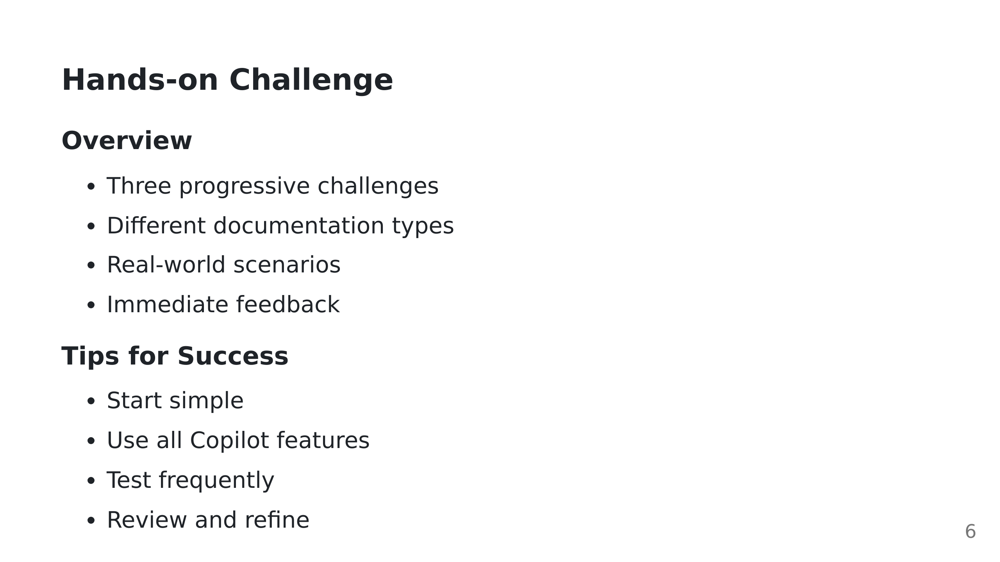 Hands-on Challenge
Overview
• Three progressive challenges
• Different documentation types
• Real-world scenarios
• Immediate feedback
Tips for Success
• Start simple
• Use all Copilot features
• Test frequently
• Review and refine
6